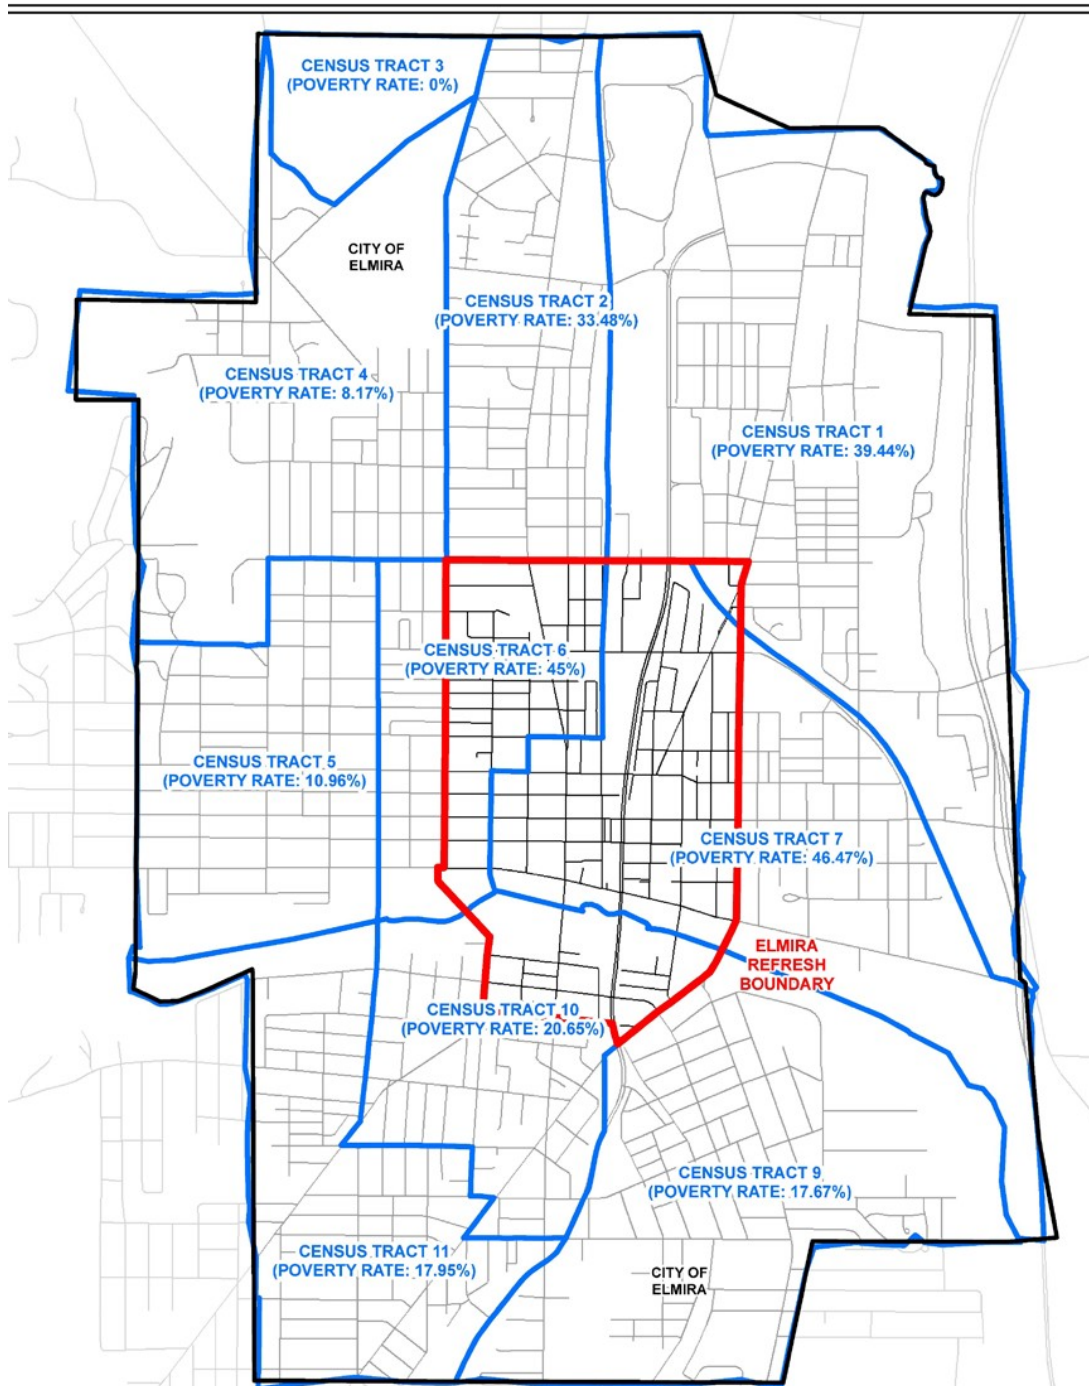 CENSUS TRACT 3
(POVERTY RATE: 0%)
CITY OF
ELMIRA
CENSUS TRACT 2
(POVERTY RATE: 33.48%)
CENSUS TRACT 4
(POVERTY RATE: 8.17%)
CENSUS TRACT 1
(POVERTY RATE: 39.44%)
CENSUS TRACT 6
(POVERTY RATE: 45%)
CENSUS TRACT 5
(POVERTY RATE: 10.96%)
CENSUS TRACT 7
(POVERTY RATE: 46.47%)
ELMIRA
REFRESH
BOUNDARY
CENSUS TRACT 10
(POVERTY RATE: 20.65%)
CENSUS TRACT 9
(POVERTY RATE: 17.67%)
CENSUS TRACT 11
(POVERTY RATE: 17.95%)
CITY OF
ELMIRA